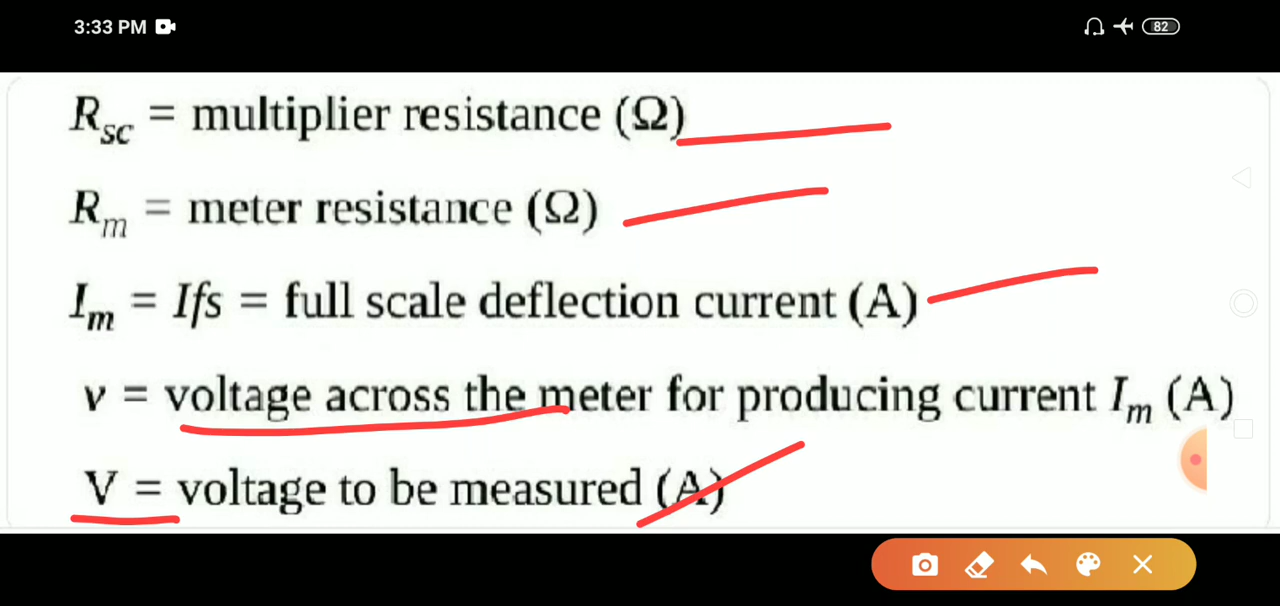 3:33 PM
82
Rsc = multiplier resistance (Ω)
Rm = meter resistance (Ω)
Im = Ifs = full scale deflection current (A)
v = voltage across the meter for producing current Im (A)
V = voltage to be measured (A)